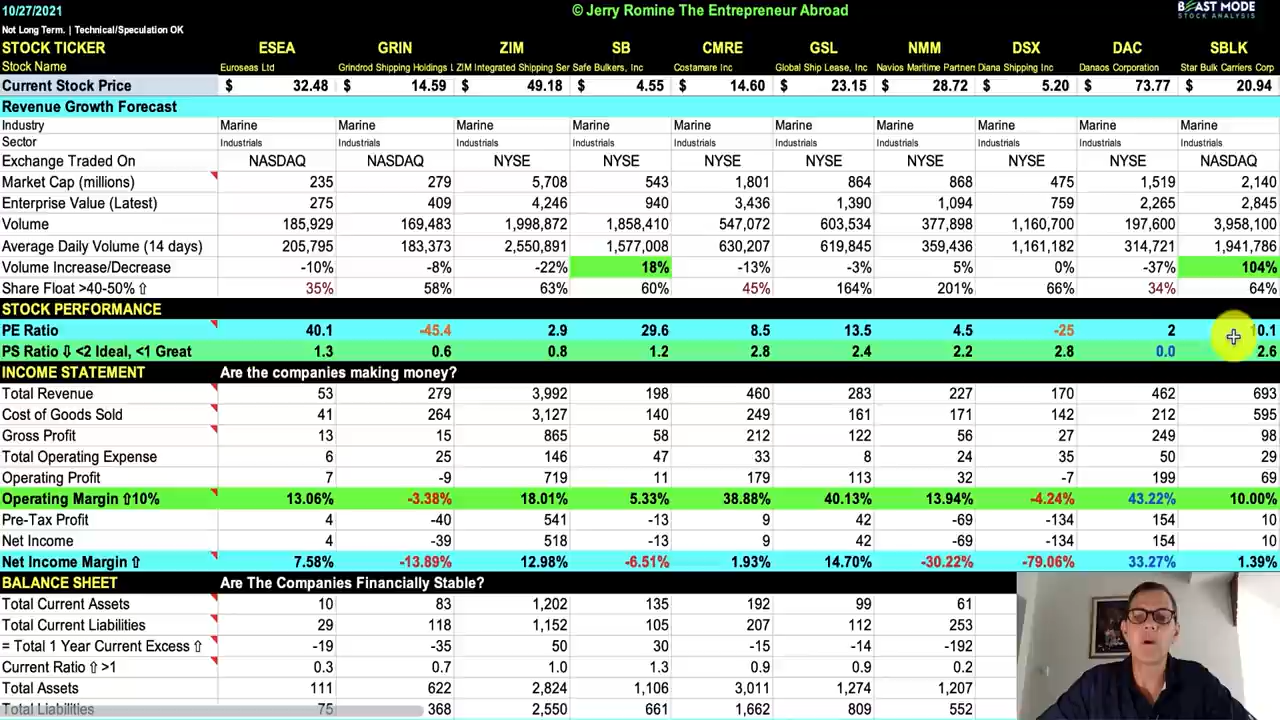 10/27/2021 © Jerry Romine The Entrepreneur Abroad BEAST MODE
STOCK ANALYSIS
Not Long Term. | Technical/Speculation OK
STOCK TICKER ESEA GRIN ZIM SB CMRE GSL NMM DSX DAC SBLK
Stock Name Euroseas Ltd Grindrod Shipping Holdings L ZIM Integrated Shipping Ser Safe Bulkers, Inc Costamare Inc Global Ship Lease, Inc Navios Maritime Partners Diana Shipping Inc Danaos Corporation Star Bulk Carriers Corp
Current Stock Price $ 32.48 $ 14.59 $ 49.18 $ 4.55 $ 14.60 $ 23.15 $ 28.72 $ 5.20 $ 73.77 $ 20.94
Revenue Growth Forecast
Industry Marine Marine Marine Marine Marine Marine Marine Marine Marine Marine
Sector Industrials Industrials Industrials Industrials Industrials Industrials Industrials Industrials Industrials Industrials
Exchange Traded On NASDAQ NASDAQ NYSE NYSE NYSE NYSE NYSE NYSE NYSE NASDAQ
Market Cap (millions) 235 279 5,708 543 1,801 864 868 475 1,519 2,140
Enterprise Value (Latest) 275 409 4,246 940 3,436 1,390 1,094 759 2,265 2,845
Volume 185,929 169,483 1,998,872 1,858,410 547,072 603,534 377,898 1,160,700 197,600 3,958,100
Average Daily Volume (14 days) 205,795 183,373 2,550,891 1,577,008 630,207 619,845 359,436 1,161,182 314,721 1,941,786
Volume Increase/Decrease -10% -8% -22% 18% -13% -3% 5% 0% -37% 104%
Share Float >40-50% ⇧ 35% 58% 63% 60% 45% 164% 201% 66% 34% 64%
STOCK PERFORMANCE
PE Ratio 40.1 -45.4 2.9 29.6 8.5 13.5 4.5 -25 2 10.1
PS Ratio ⇩ <2 Ideal, <1 Great 1.3 0.6 0.8 1.2 2.8 2.4 2.2 2.8 0.0 2.6
INCOME STATEMENT Are the companies making money?
Total Revenue 53 279 3,992 198 460 283 227 170 462 693
Cost of Goods Sold 41 264 3,127 140 249 161 171 142 212 595
Gross Profit 13 15 865 58 212 122 56 27 249 98
Total Operating Expense 6 25 146 47 33 8 24 35 50 29
Operating Profit 7 -9 719 11 179 113 32 -7 199 69
Operating Margin ⇧10% 13.06% -3.38% 18.01% 5.33% 38.88% 40.13% 13.94% -4.24% 43.22% 10.00%
Pre-Tax Profit 4 -40 541 -13 9 42 -69 -134 154 10
Net Income 4 -39 518 -13 9 42 -69 -134 154 10
Net Income Margin ⇧ 7.58% -13.89% 12.98% -6.51% 1.93% 14.70% -30.22% -79.06% 33.27% 1.39%
BALANCE SHEET Are The Companies Financially Stable?
Total Current Assets 10 83 1,202 135 192 99 61
Total Current Liabilities 29 118 1,152 105 207 112 253
= Total 1 Year Current Excess ⇧ -19 -35 50 30 -15 -14 -192
Current Ratio ⇧ >1 0.3 0.7 1.0 1.3 0.9 0.9 0.2
Total Assets 111 622 2,824 1,106 3,011 1,274 1,207
Total Liabilities 75 368 2,550 661 1,662 809 552